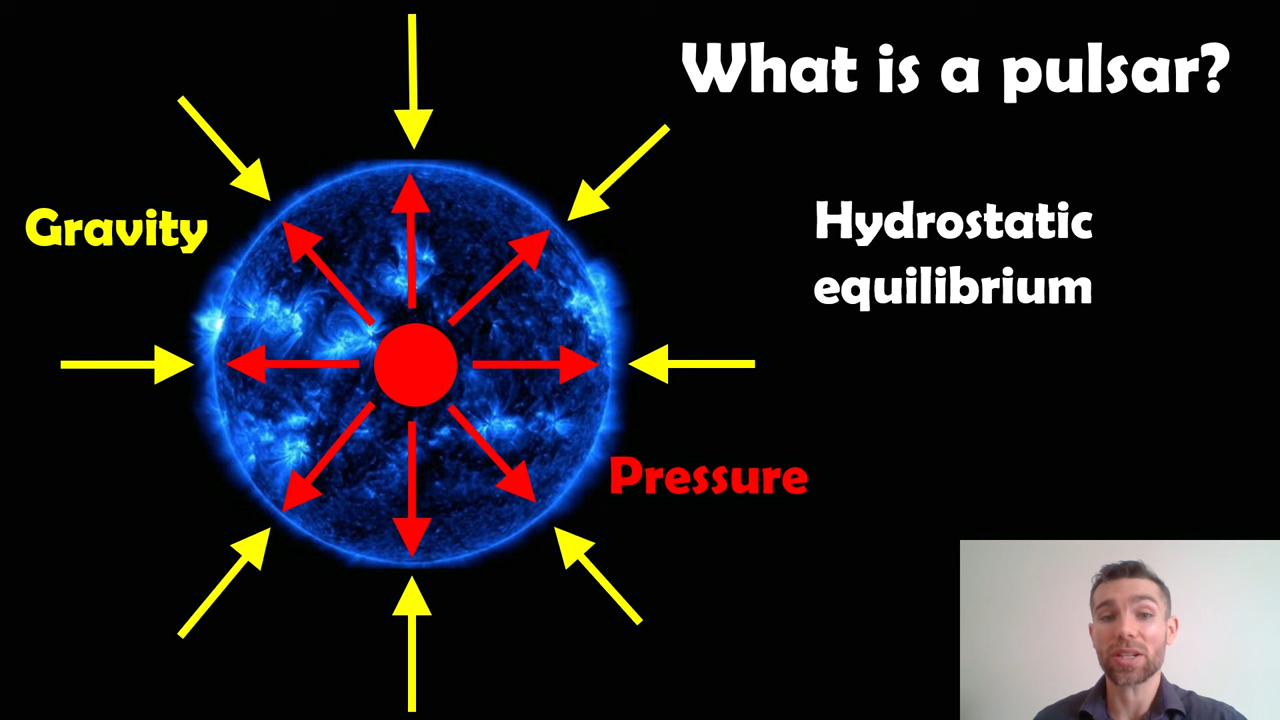 What is a pulsar?
Gravity
Hydrostatic
equilibrium
Pressure